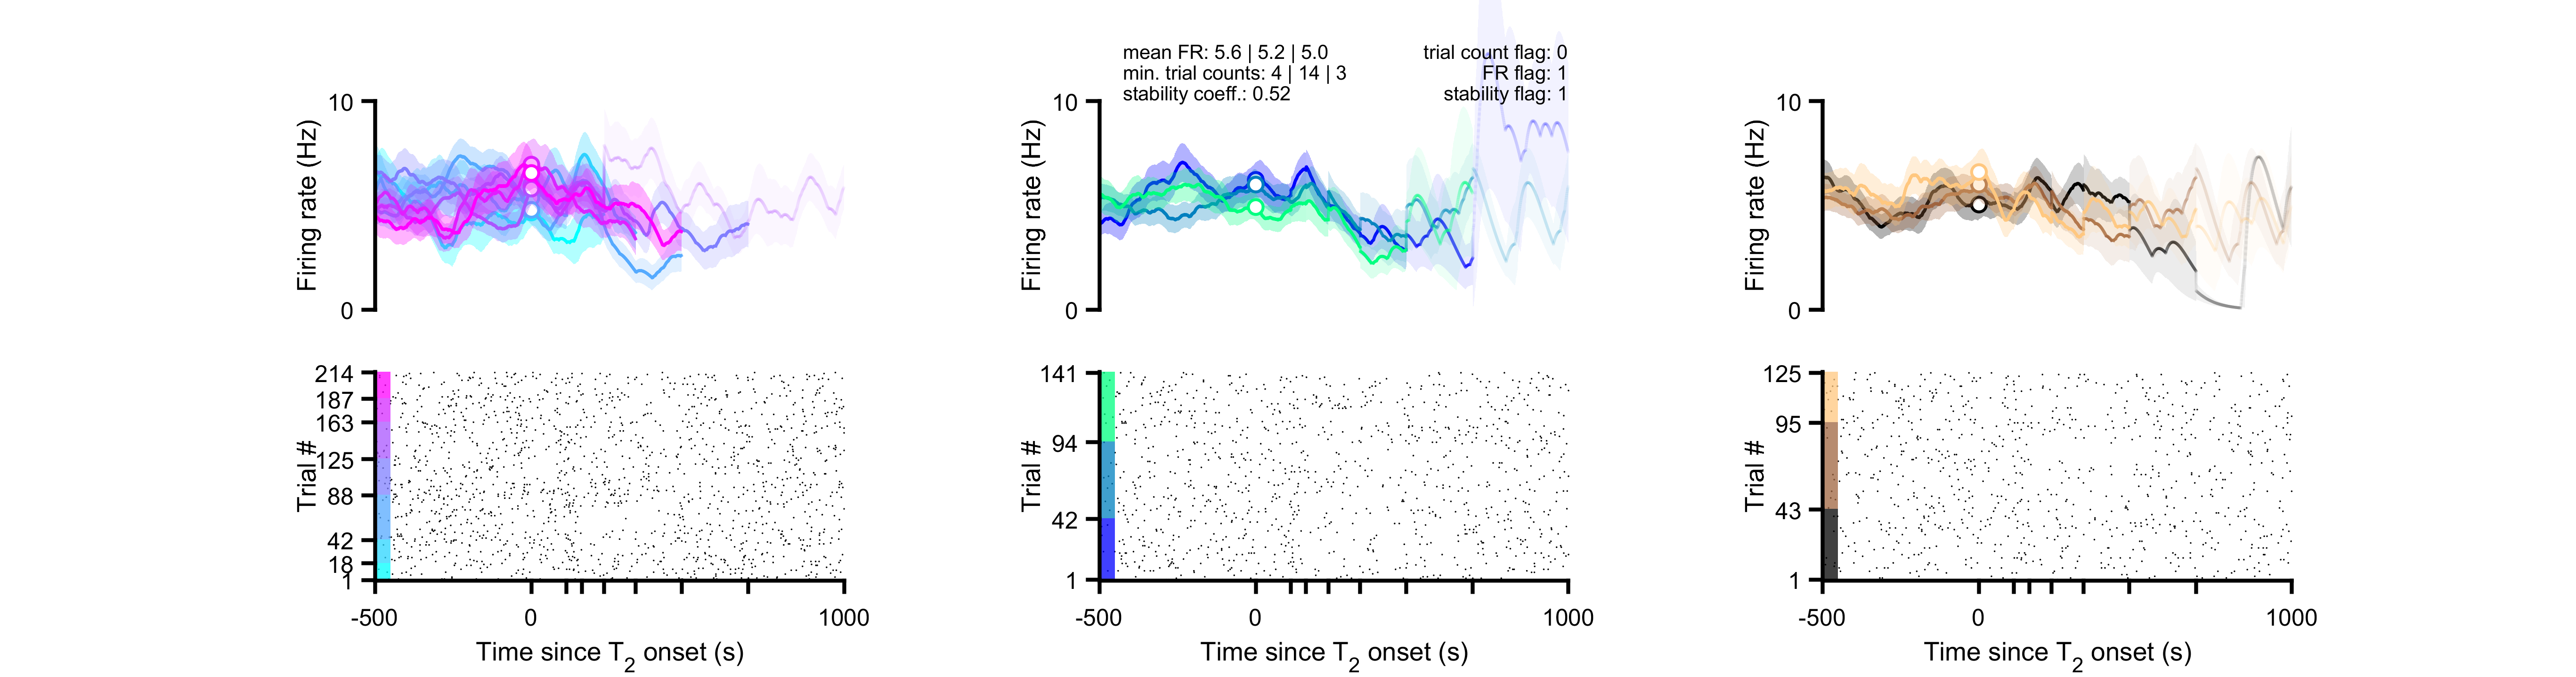 mean FR: 5.6 | 5.2 | 5.0
min. trial counts: 4 | 14 | 3
stability coeff.: 0.52
trial count flag: 0
FR flag: 1
stability flag: 1
10
0
Firing rate (Hz)
10
0
Firing rate (Hz)
10
0
Firing rate (Hz)
214
187
163
125
88
42
18
1
Trial #
-500
0
1000
Time since T2 onset (s)
141
94
42
1
Trial #
-500
0
1000
Time since T2 onset (s)
125
95
43
1
Trial #
-500
0
1000
Time since T2 onset (s)